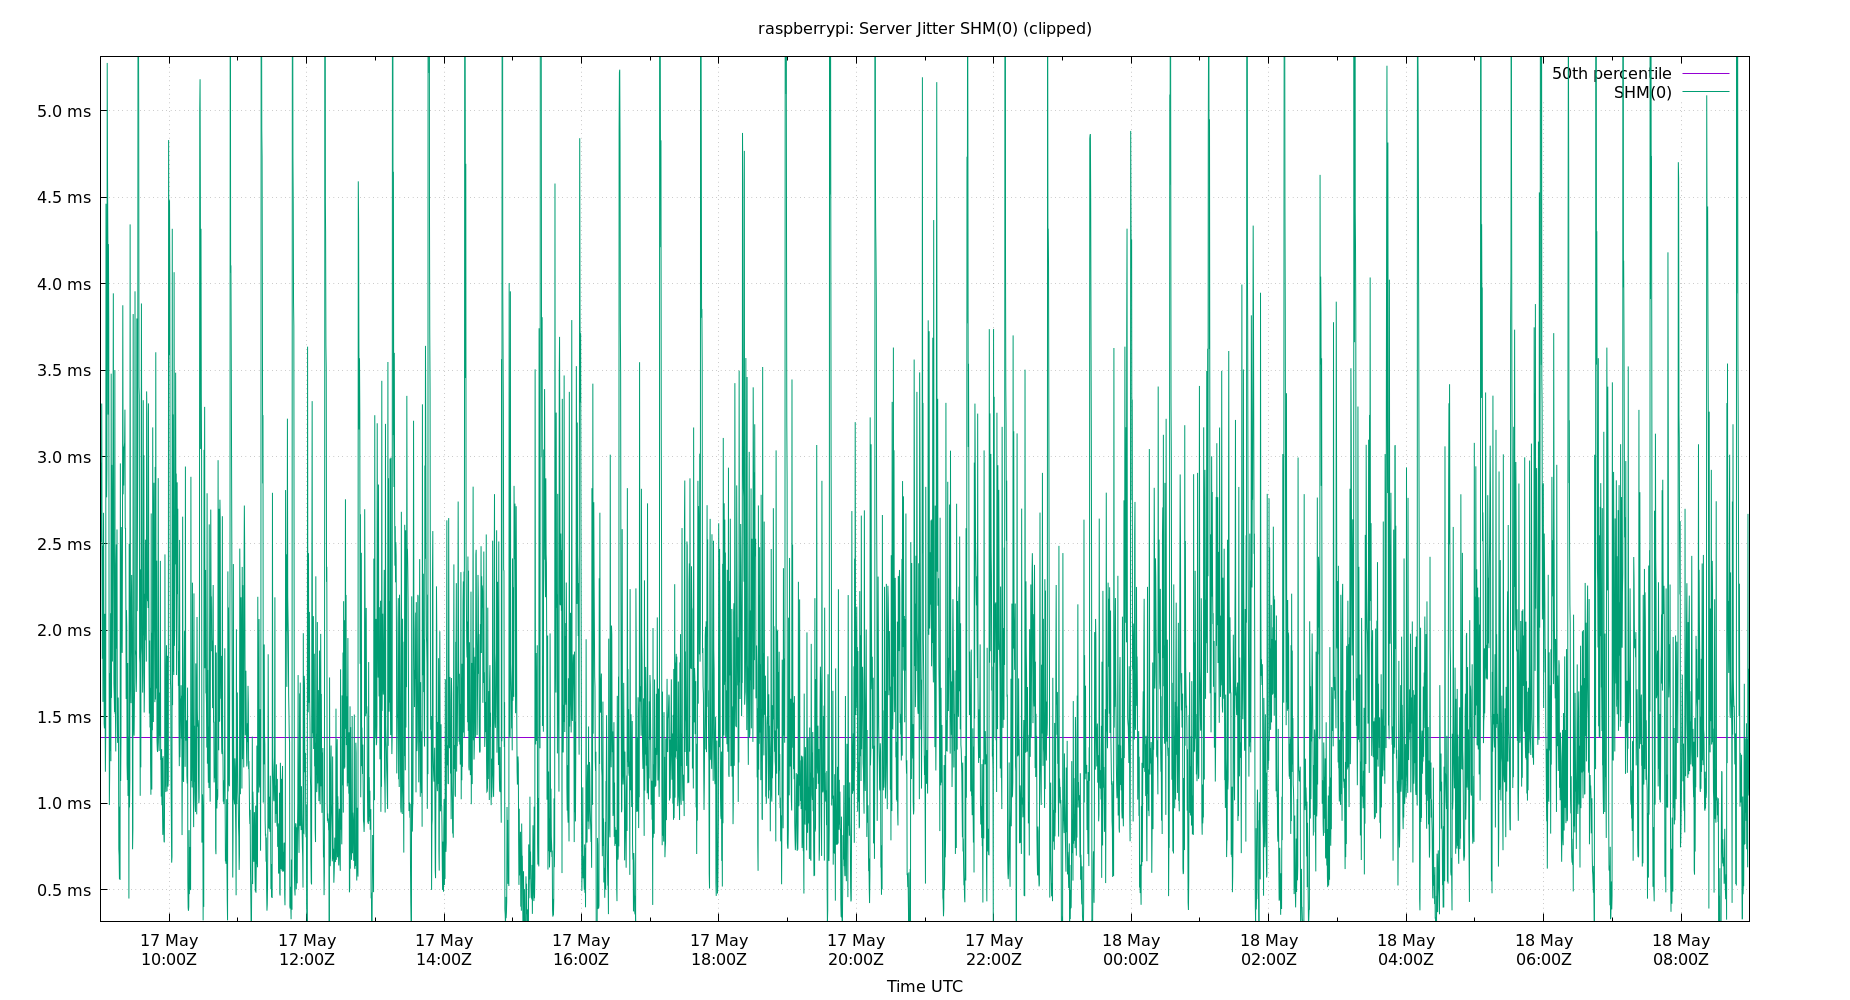 raspberrypi: Server Jitter SHM(0) (clipped)
50th percentile
SHM(0)
5.0 ms
4.5 ms
4.0 ms
3.5 ms
3.0 ms
2.5 ms
2.0 ms
1.5 ms
1.0 ms
0.5 ms
17 May 17 May 17 May 17 May 17 May 17 May 17 May 18 May 18 May 18 May 18 May 18 May
10:00Z 12:00Z 14:00Z 16:00Z 18:00Z 20:00Z 22:00Z 00:00Z 02:00Z 04:00Z 06:00Z 08:00Z
Time UTC